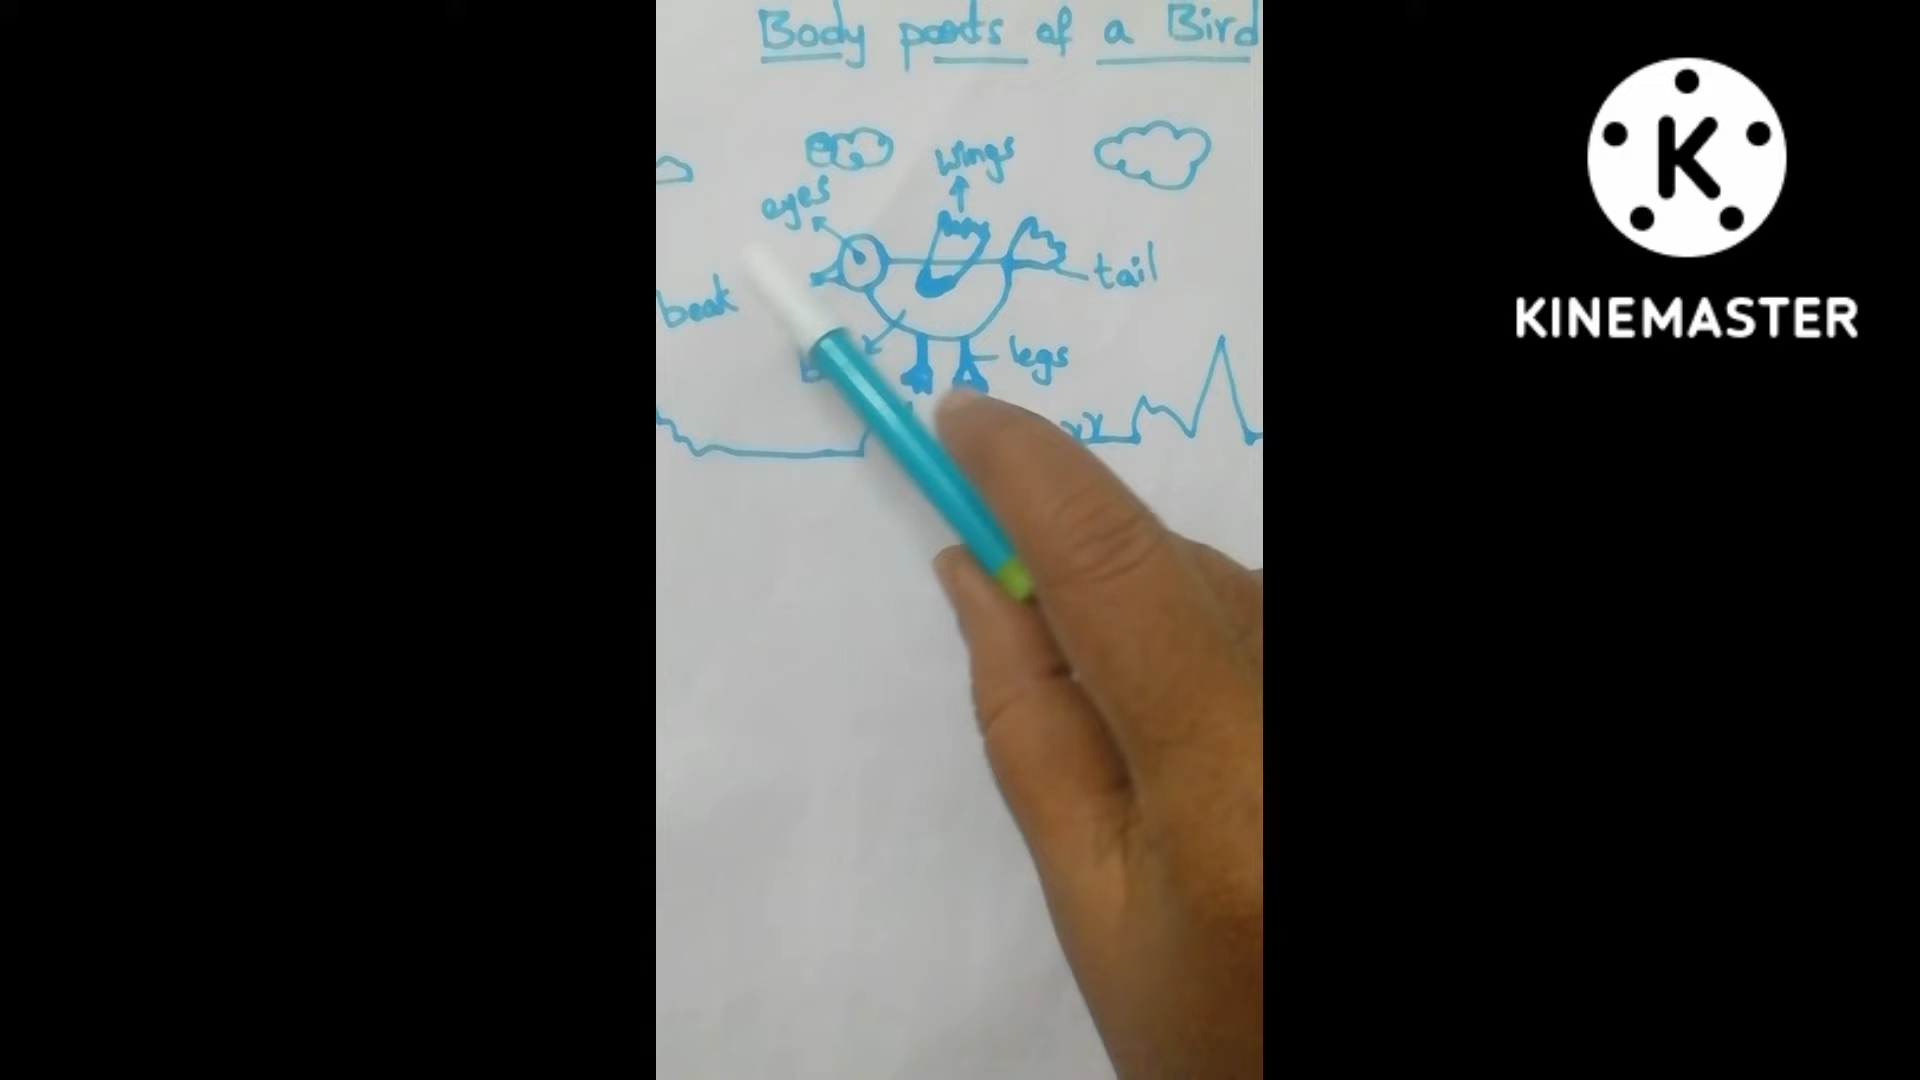 Body parts of a Bird
wings
eyes
tail
beak
legs
KINEMASTER